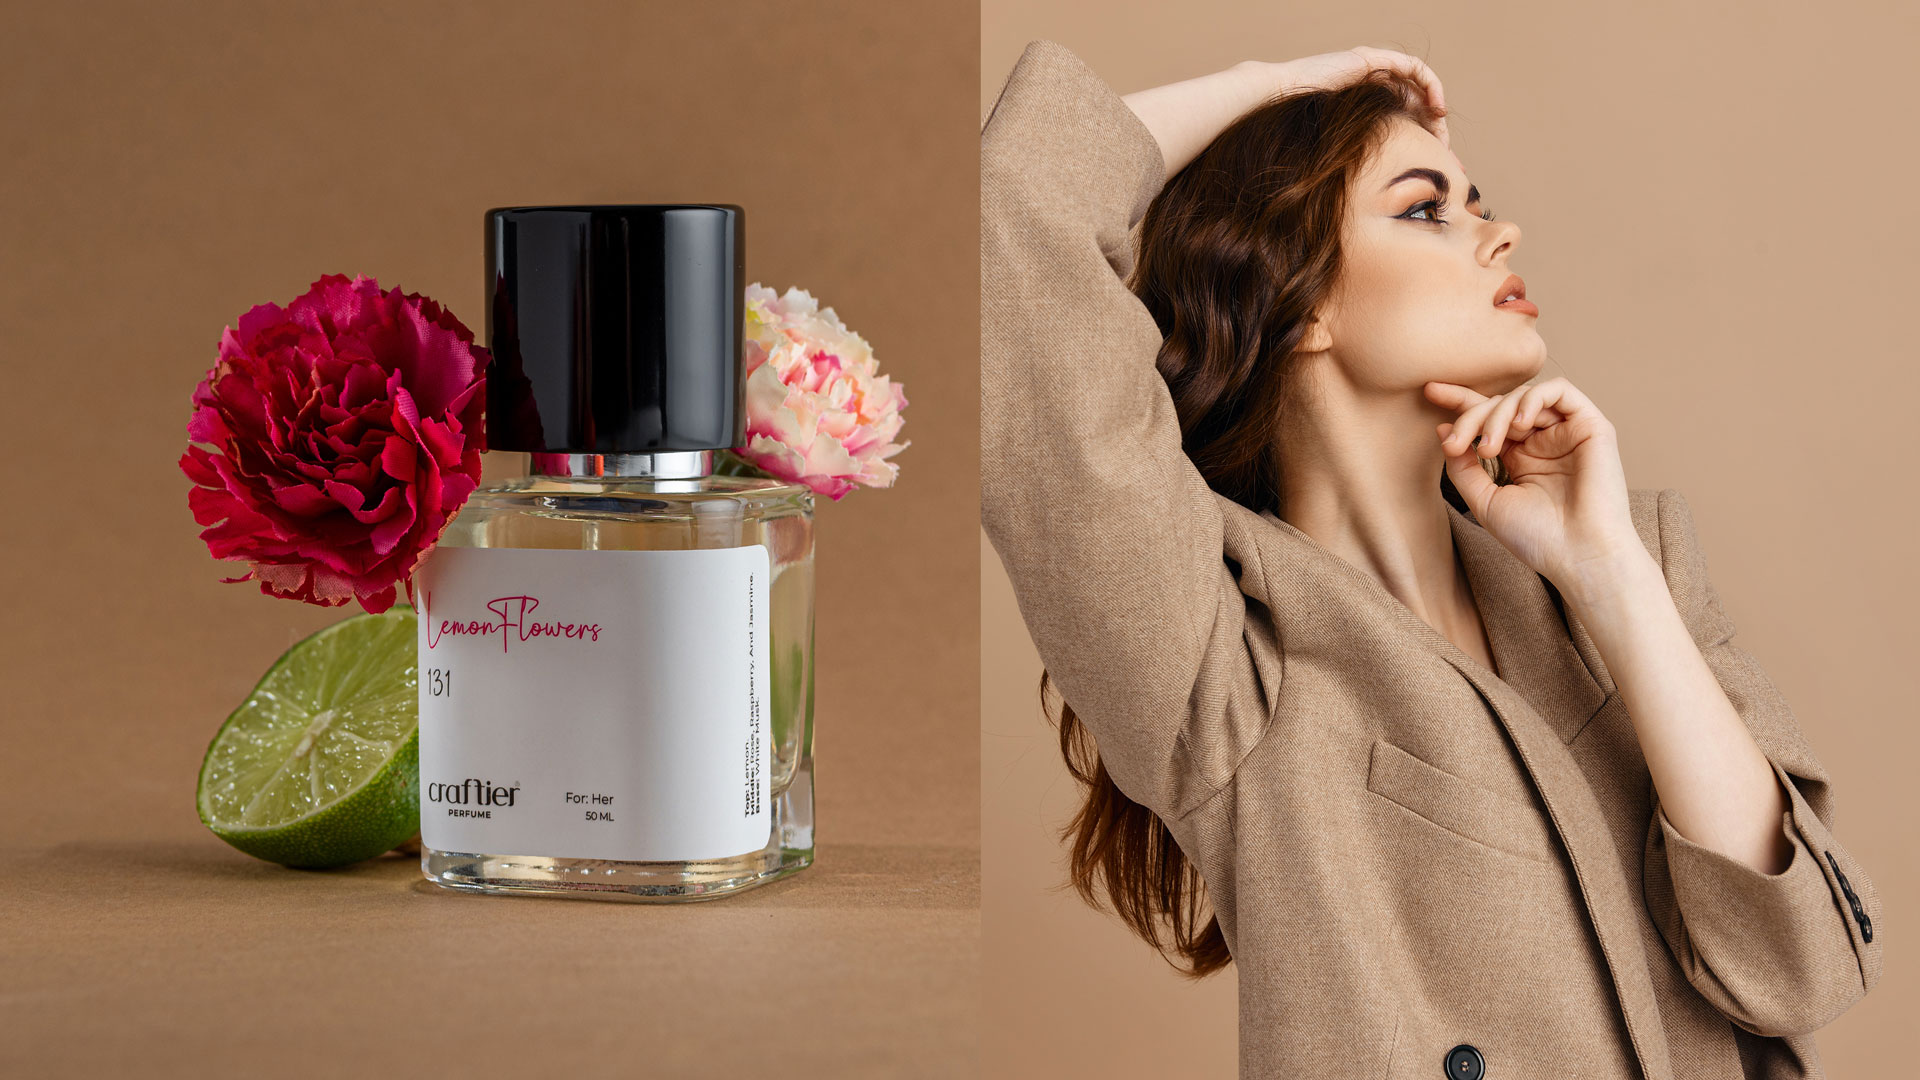 LemonFlowers
131
craftier
PERFUME
For: Her
50 ML
Top: Lemon.
Middle: Rose, Raspberry, And Jasmine.
Base: White Musk.